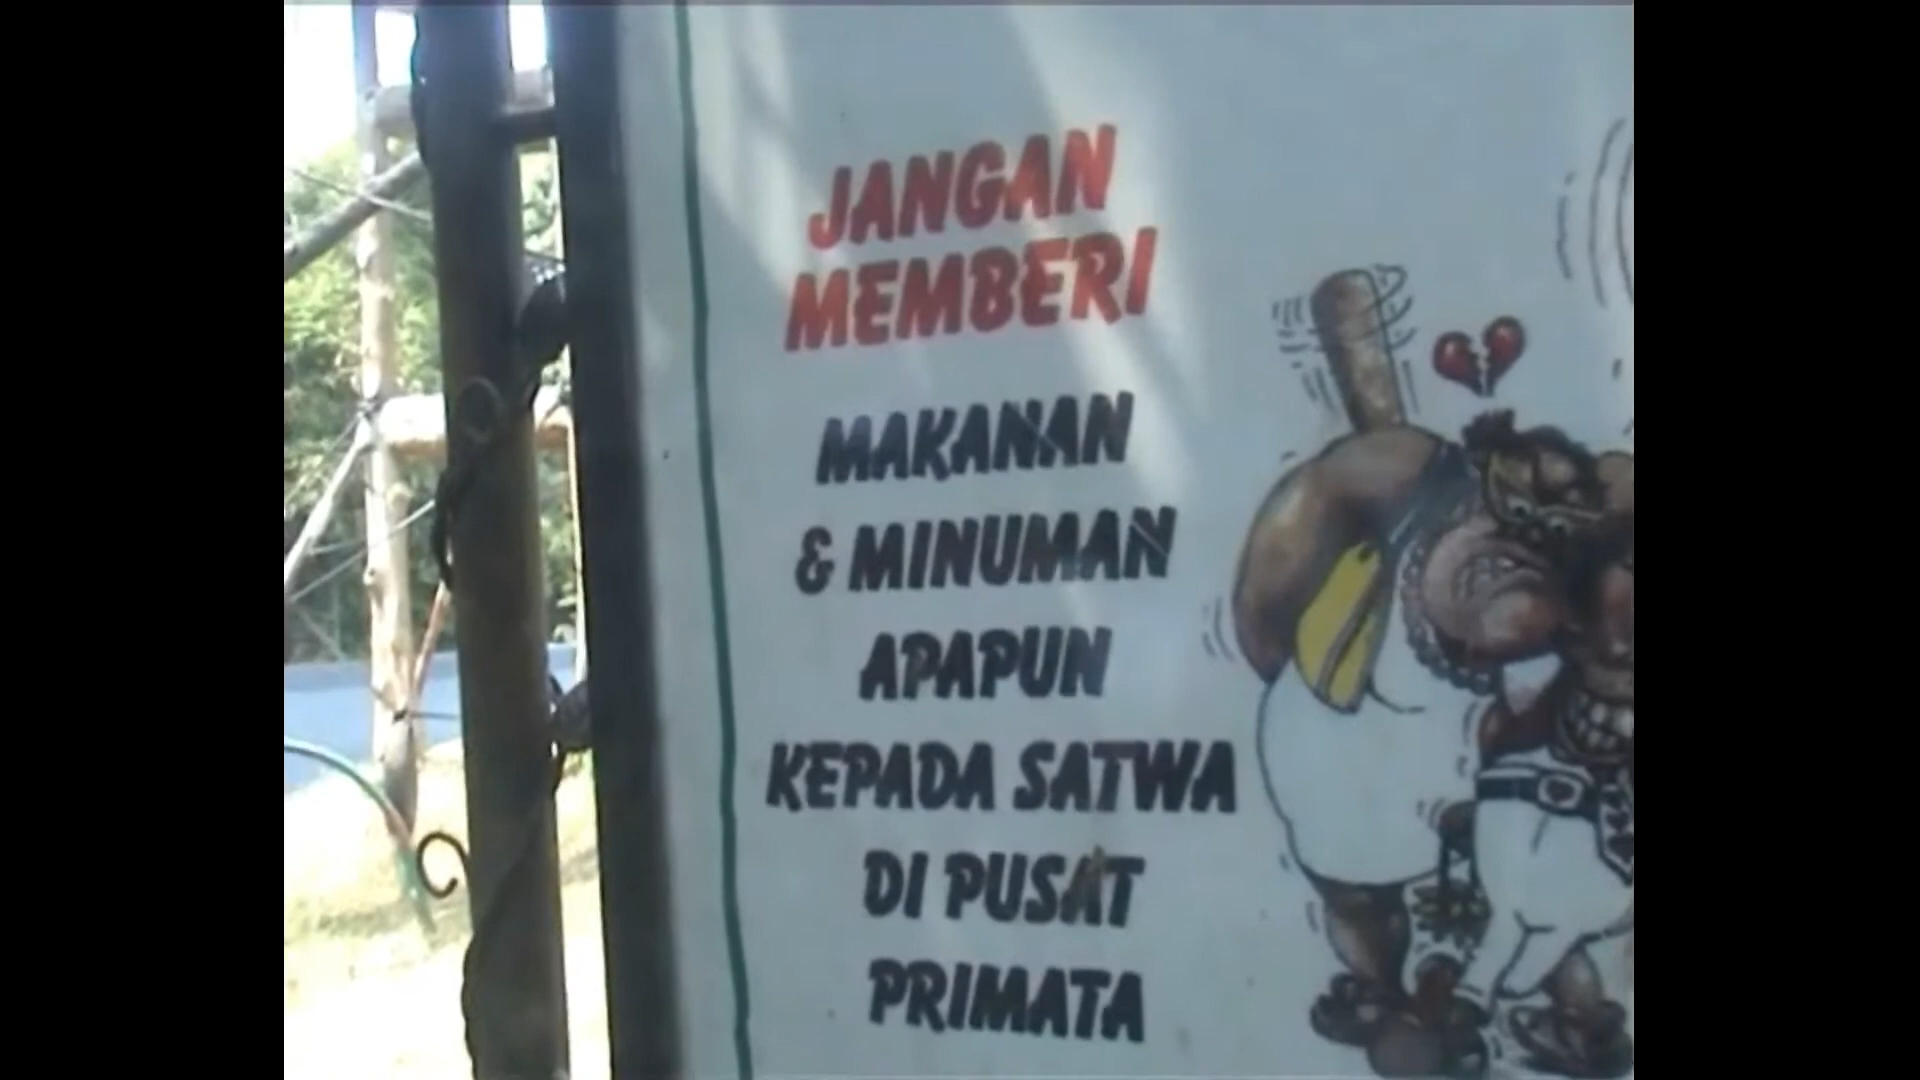 JANGAN
MEMBERI
MAKANAN
& MINUMAN
APAPUN
KEPADA SATWA
DI PUSAT
PRIMATA